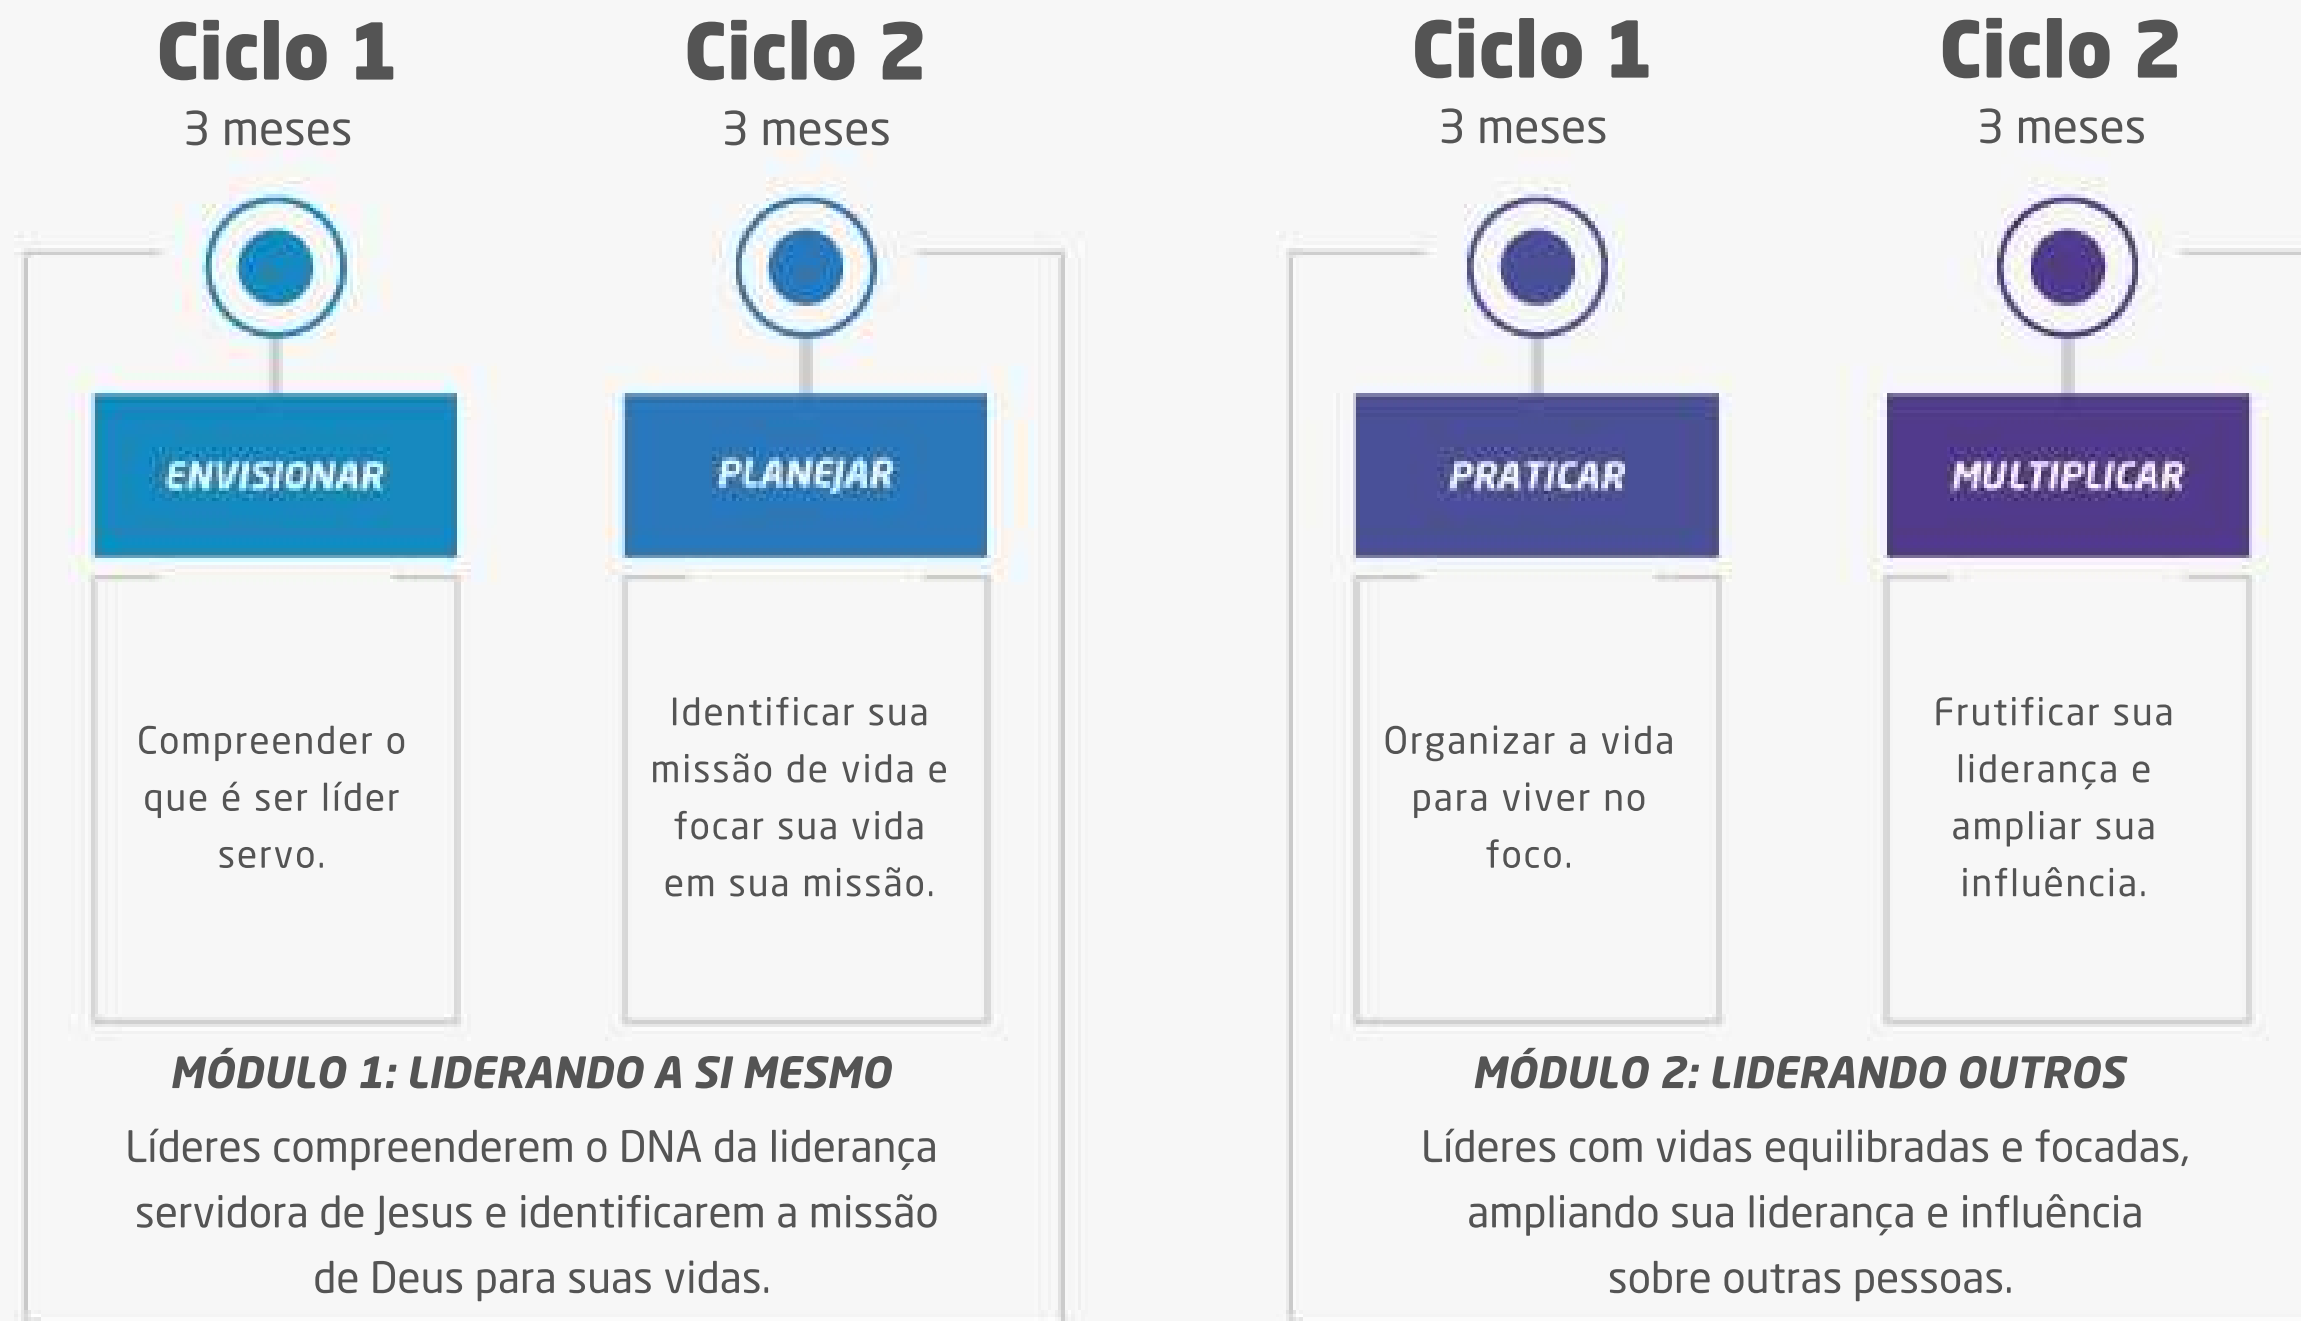 Ciclo 1
3 meses
ENVISIONAR
Compreender o
que é ser líder
servo.
Ciclo 2
3 meses
PLANEJAR
Identificar sua
missão de vida e
focar sua vida
em sua missão.
MÓDULO 1: LIDERANDO A SI MESMO
Líderes compreenderem o DNA da liderança
servidora de Jesus e identificarem a missão
de Deus para suas vidas.
Ciclo 1
3 meses
PRATICAR
Organizar a vida
para viver no
foco.
Ciclo 2
3 meses
MULTIPLICAR
Frutificar sua
liderança e
ampliar sua
influência.
MÓDULO 2: LIDERANDO OUTROS
Líderes com vidas equilibradas e focadas,
ampliando sua liderança e influência
sobre outras pessoas.